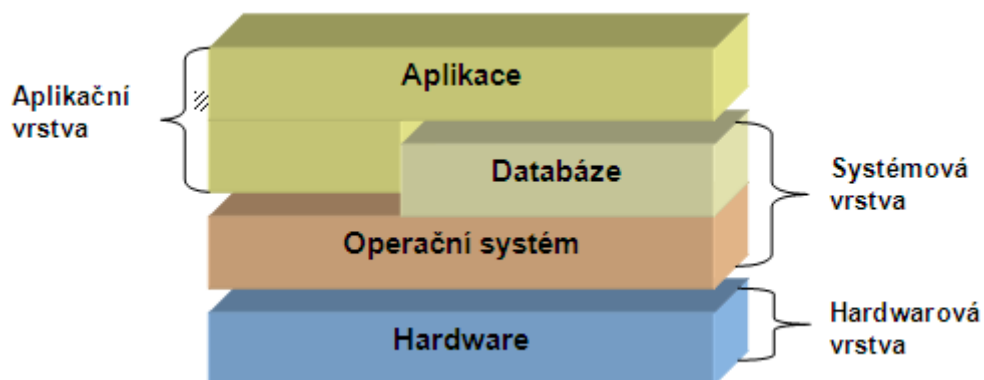 Aplikace
Aplikační
vrstva
Databáze
Systémová
vrstva
Operační systém
Hardware
Hardwarová
vrstva